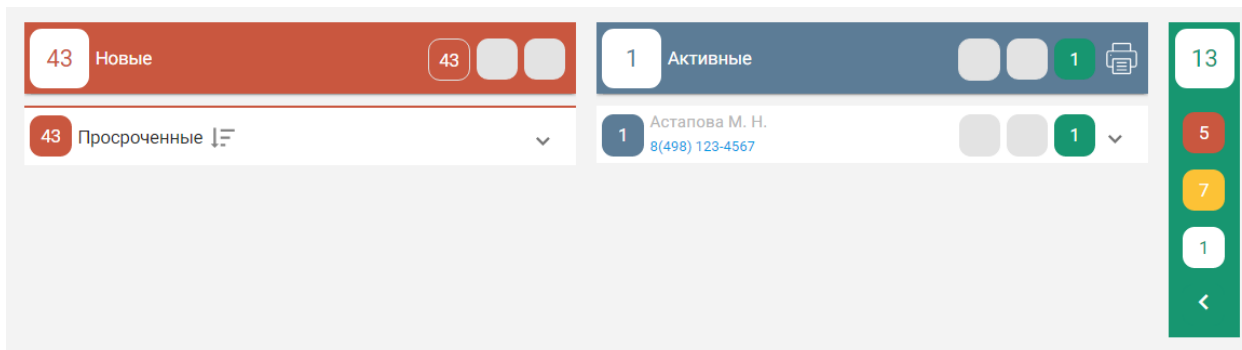 43 Новые 43
43 Просроченные
1 Активные 1
1 Астапова М. Н. 1
8(498) 123-4567
13
5
7
1